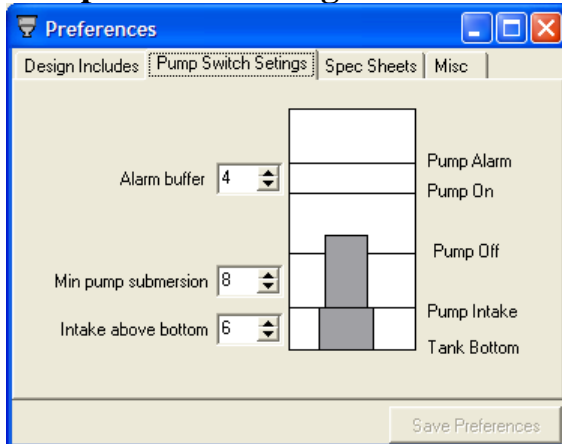 Preferences
Design Includes Pump Switch Setings Spec Sheets Misc
Alarm buffer 4
Pump Alarm
Pump On
Pump Off
Min pump submersion 8
Pump Intake
Intake above bottom 6
Tank Bottom
Save Preferences